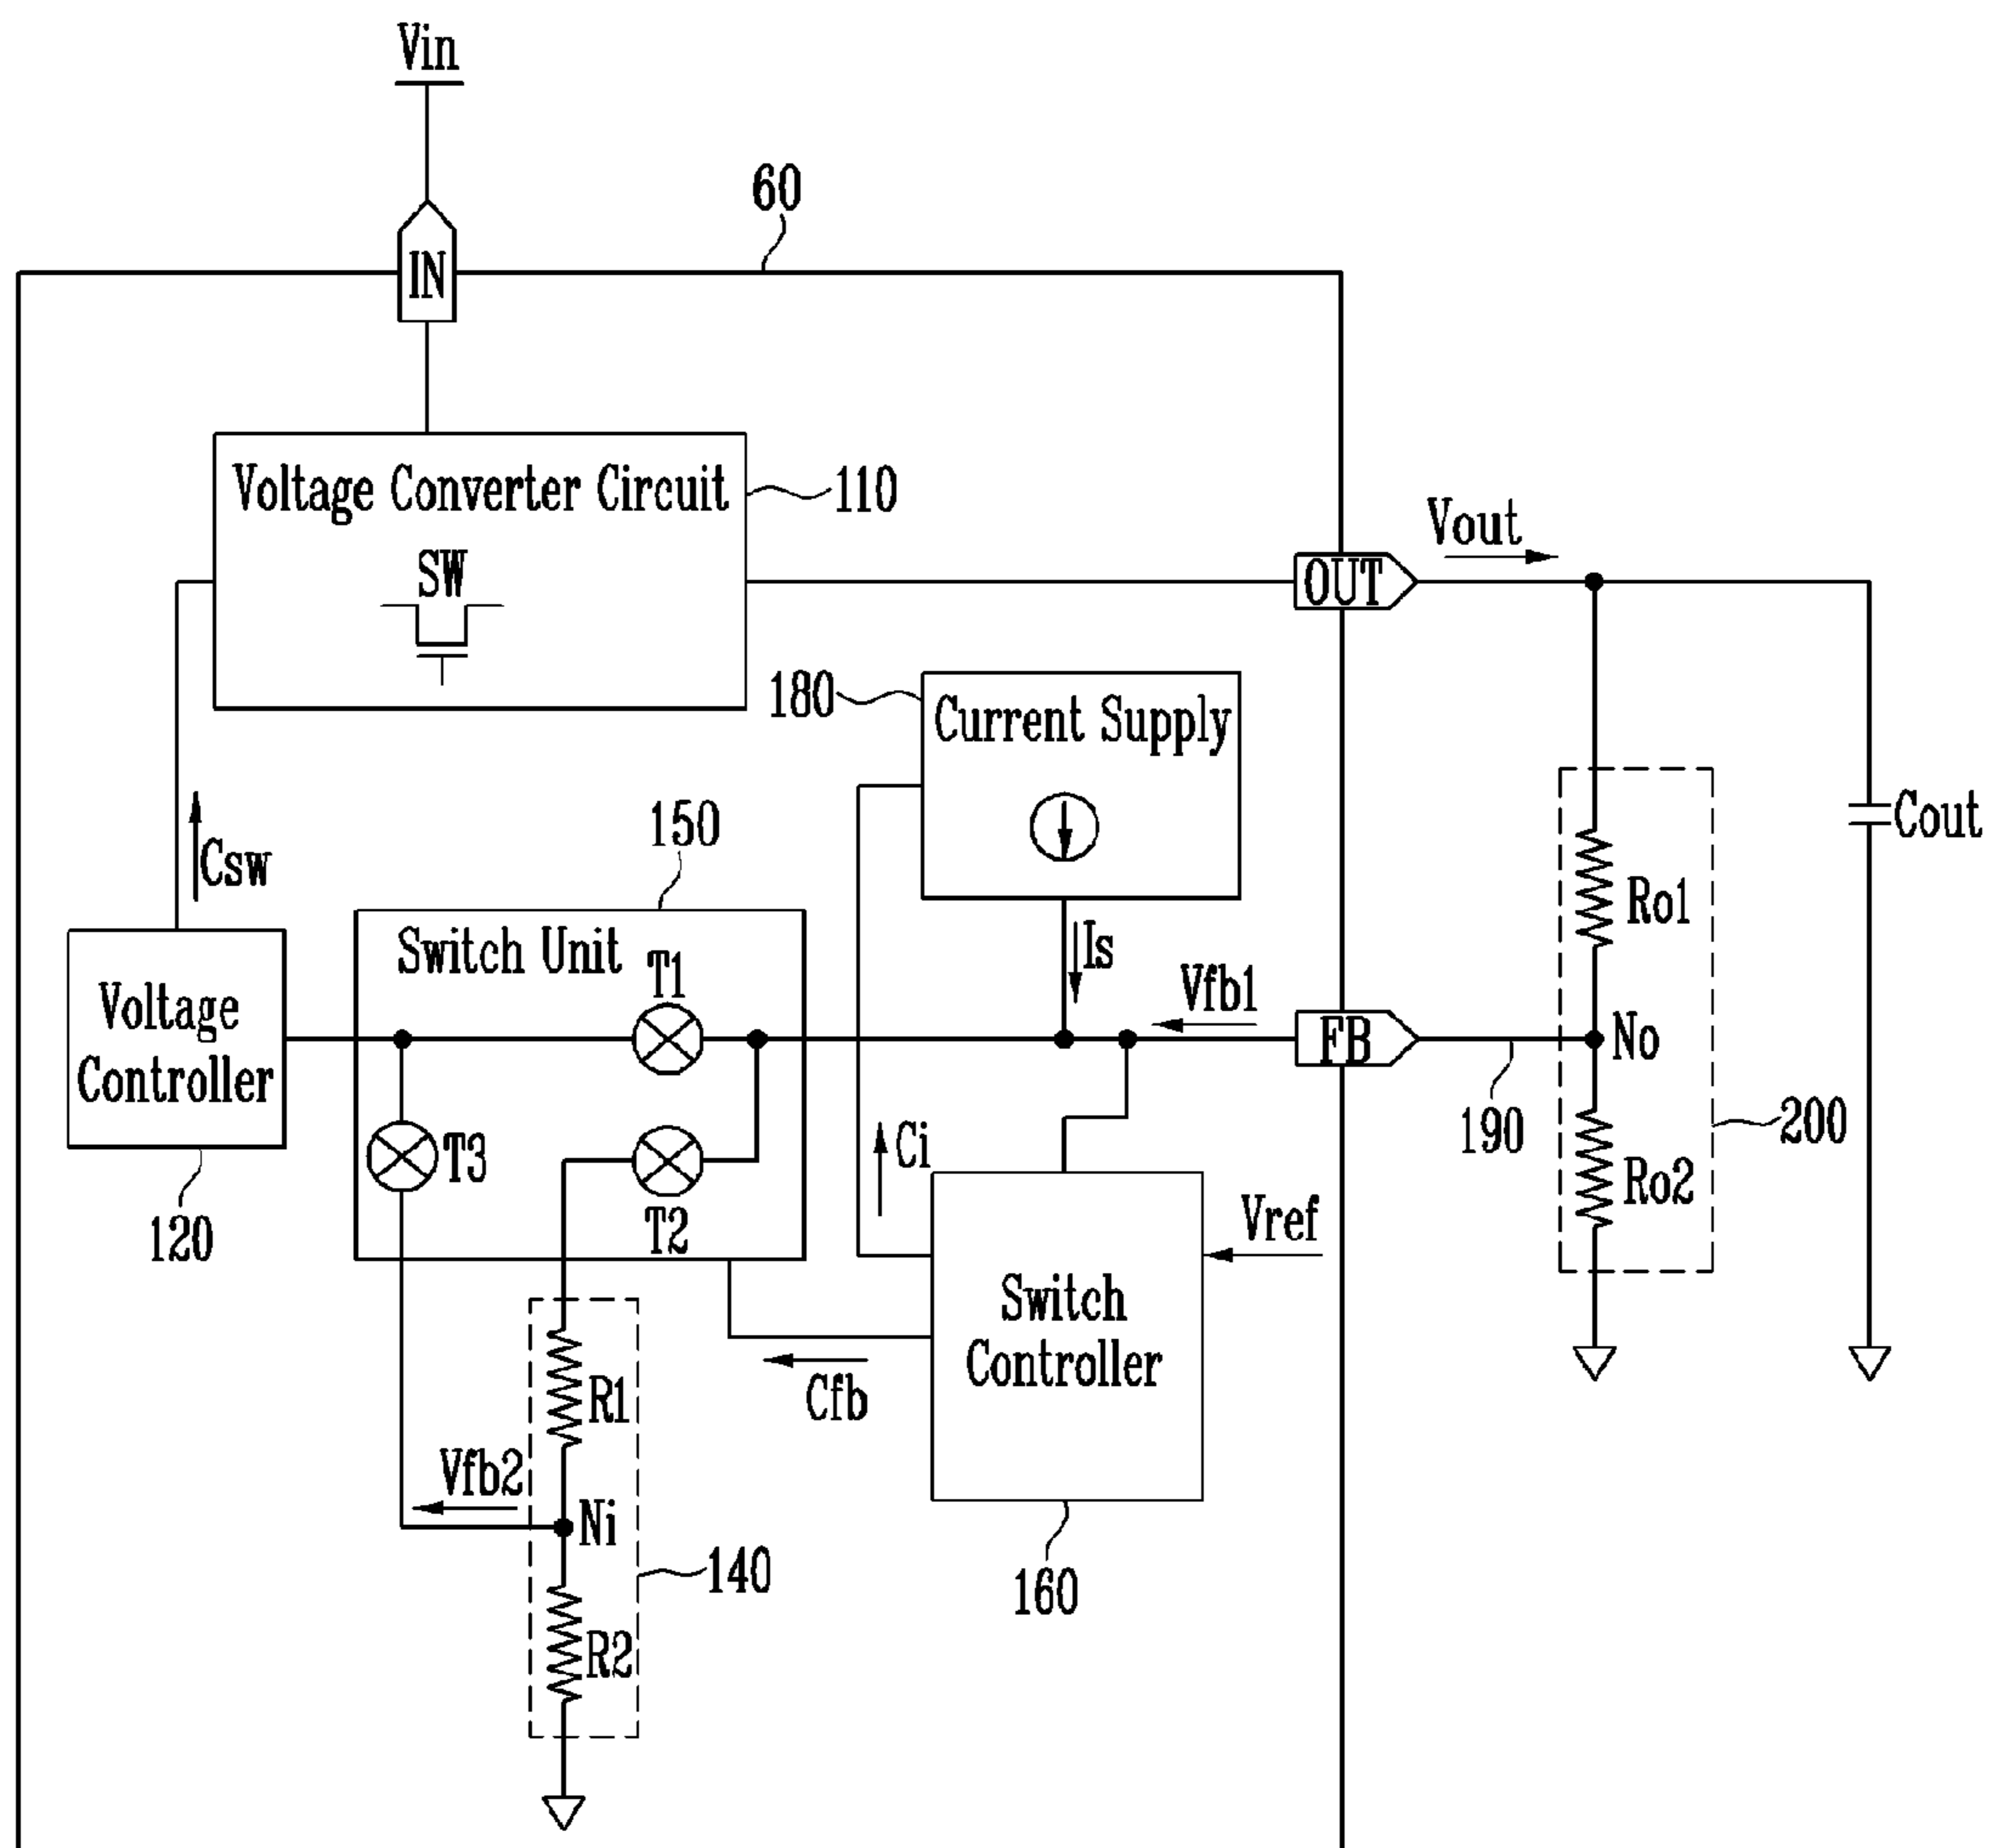 Vin
60
IN
Voltage Converter Circuit
110
SW
Vout
OUT
180
Current Supply
Csw
150
Cout
Ro1
Switch Unit
T1
Is
Vfb1
Voltage
Controller
FB
No
T3
Ci
190
200
120
T2
Vref
Ro2
Switch
Controller
Cfb
R1
Vfb2
Ni
140
160
R2